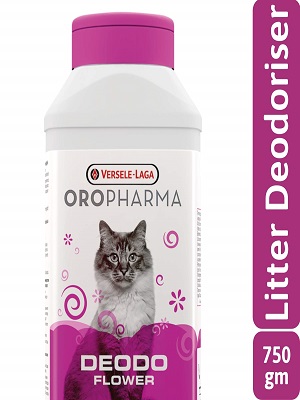 VERSELE-LAGA
OROPHARMA
DEODO
FLOWER
Litter Deodoriser
750
gm